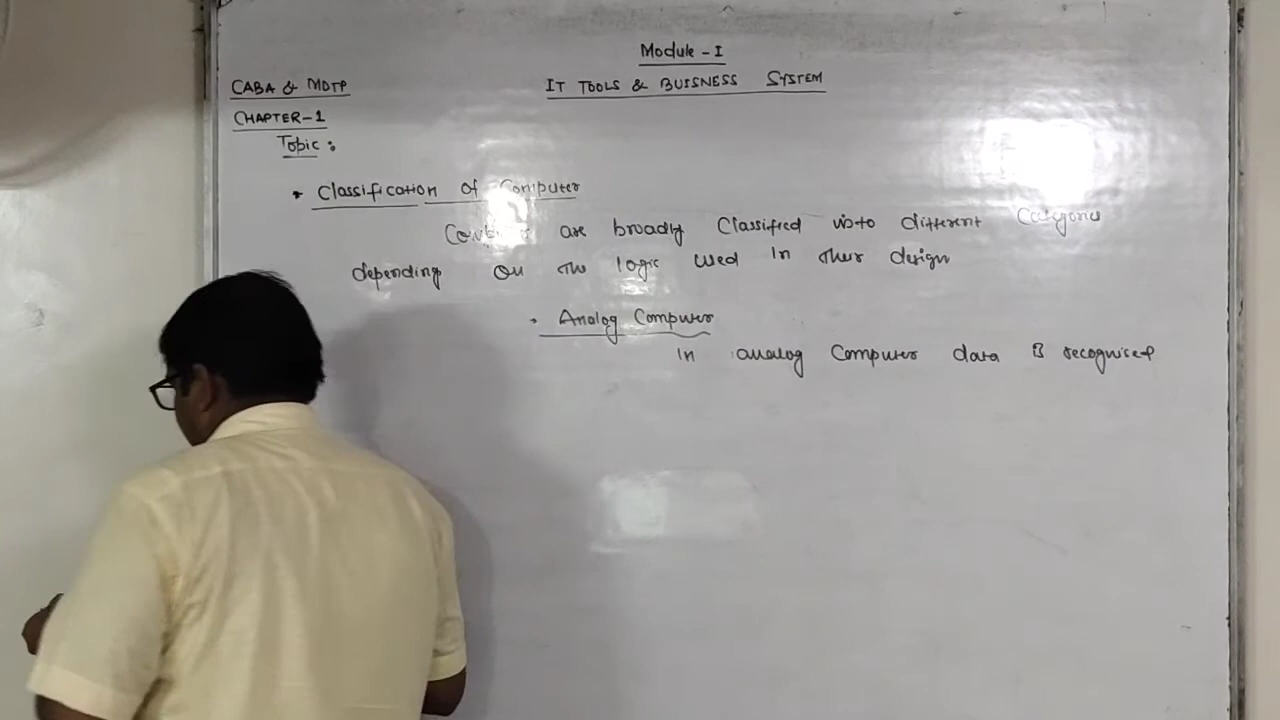 Module - I
CABA & MDTP
IT TOOLS & BUISNESS SYSTEM
CHAPTER-1
Topic :
• Classification of Computer
are broadly Classified into different Categories
depending on the logic used in their design
• Analog Computer
In analog Computer data is recognised